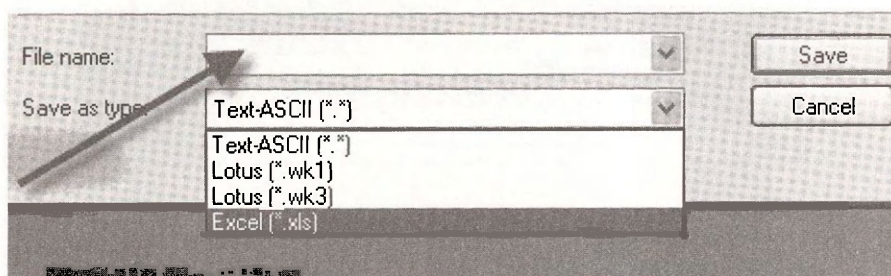 File name:
Save
Save as type:
Text-ASCII (*.*)
Cancel
Text-ASCII (*.*)
Lotus (*.wk1)
Lotus (*.wk3)
Excel (*.xls)